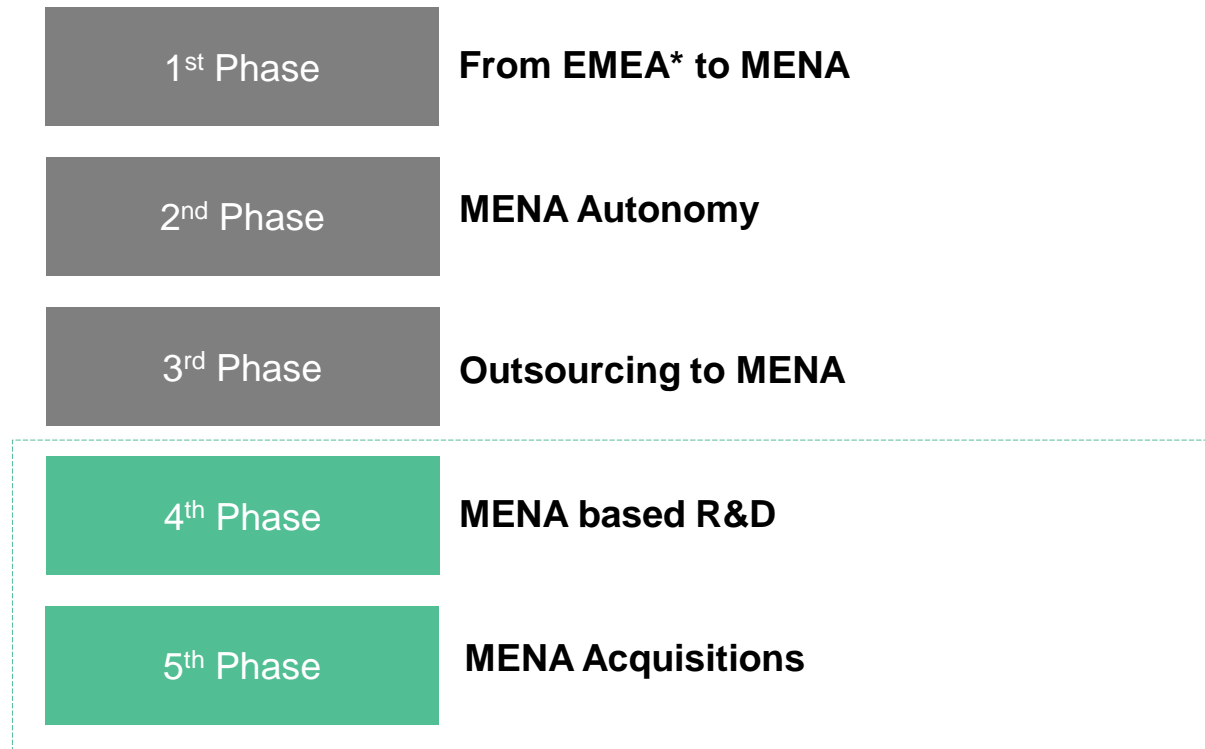 1st Phase
From EMEA* to MENA
2nd Phase
MENA Autonomy
3rd Phase
Outsourcing to MENA
4th Phase
MENA based R&D
5th Phase
MENA Acquisitions